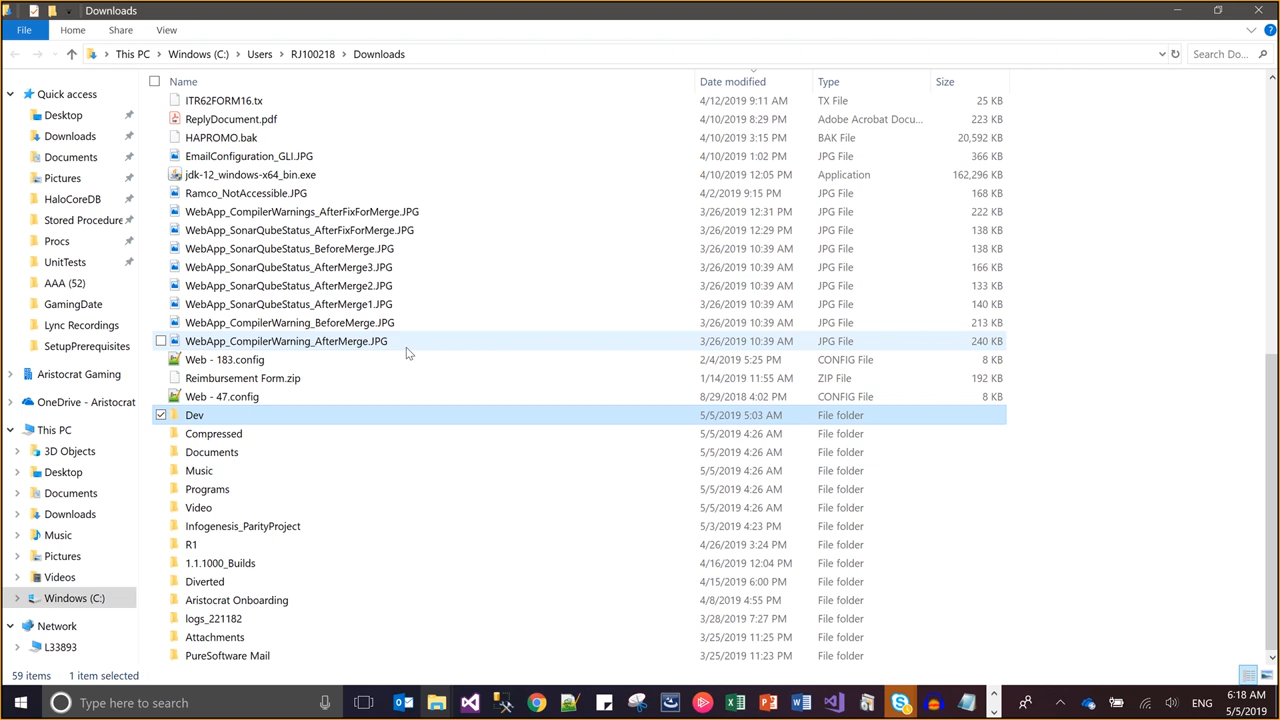 Downloads
File Home Share View
This PC Windows (C:) Users RJ100218 Downloads Search Do...
Name Date modified Type Size
Quick access
Desktop
Downloads
Documents
Pictures
HaloCoreDB
Stored Procedure
Procs
UnitTests
AAA (52)
GamingDate
Lync Recordings
SetupPrerequisites
Aristocrat Gaming
OneDrive - Aristocrat
This PC
3D Objects
Desktop
Documents
Downloads
Music
Pictures
Videos
Windows (C:)
Network
L33893
ITR62FORM16.tx 4/12/2019 9:11 AM TX File 25 KB
ReplyDocument.pdf 4/10/2019 8:29 PM Adobe Acrobat Docu... 223 KB
HAPROMO.bak 4/10/2019 3:15 PM BAK File 20,592 KB
EmailConfiguration_GLI.JPG 4/10/2019 1:02 PM JPG File 366 KB
jdk-12_windows-x64_bin.exe 4/10/2019 12:05 PM Application 162,296 KB
Ramco_NotAccessible.JPG 4/2/2019 9:15 PM JPG File 168 KB
WebApp_CompilerWarnings_AfterFixForMerge.JPG 3/26/2019 12:31 PM JPG File 222 KB
WebApp_SonarQubeStatus_AfterFixForMerge.JPG 3/26/2019 12:29 PM JPG File 138 KB
WebApp_SonarQubeStatus_BeforeMerge.JPG 3/26/2019 10:39 AM JPG File 138 KB
WebApp_SonarQubeStatus_AfterMerge3.JPG 3/26/2019 10:39 AM JPG File 166 KB
WebApp_SonarQubeStatus_AfterMerge2.JPG 3/26/2019 10:39 AM JPG File 133 KB
WebApp_SonarQubeStatus_AfterMerge1.JPG 3/26/2019 10:39 AM JPG File 140 KB
WebApp_CompilerWarning_BeforeMerge.JPG 3/26/2019 10:39 AM JPG File 213 KB
WebApp_CompilerWarning_AfterMerge.JPG 3/26/2019 10:39 AM JPG File 240 KB
Web - 183.config 2/4/2019 5:25 PM CONFIG File 8 KB
Reimbursement Form.zip 1/14/2019 11:55 AM ZIP File 192 KB
Web - 47.config 8/29/2018 4:02 PM CONFIG File 8 KB
Dev 5/5/2019 5:03 AM File folder
Compressed 5/5/2019 4:26 AM File folder
Documents 5/5/2019 4:26 AM File folder
Music 5/5/2019 4:26 AM File folder
Programs 5/5/2019 4:26 AM File folder
Video 5/5/2019 4:26 AM File folder
Infogenesis_ParityProject 5/3/2019 4:23 PM File folder
R1 4/26/2019 3:24 PM File folder
1.1.1000_Builds 4/16/2019 12:04 PM File folder
Diverted 4/15/2019 6:00 PM File folder
Aristocrat Onboarding 4/8/2019 4:55 PM File folder
logs_221182 3/28/2019 7:27 PM File folder
Attachments 3/25/2019 11:25 PM File folder
PureSoftware Mail 3/25/2019 11:23 PM File folder
59 items 1 item selected
Type here to search
ENG
6:18 AM
5/5/2019